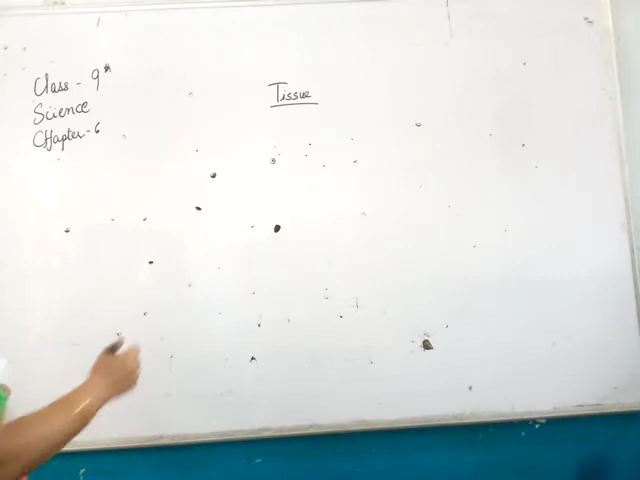 Class - 9th
Science
Chapter - 6
Tissue